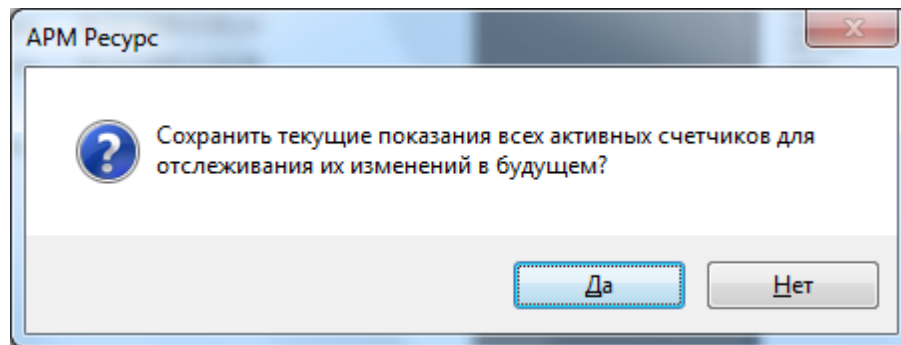 АРМ Ресурс
Сохранить текущие показания всех активных счетчиков для
отслеживания их изменений в будущем?
Да
Нет